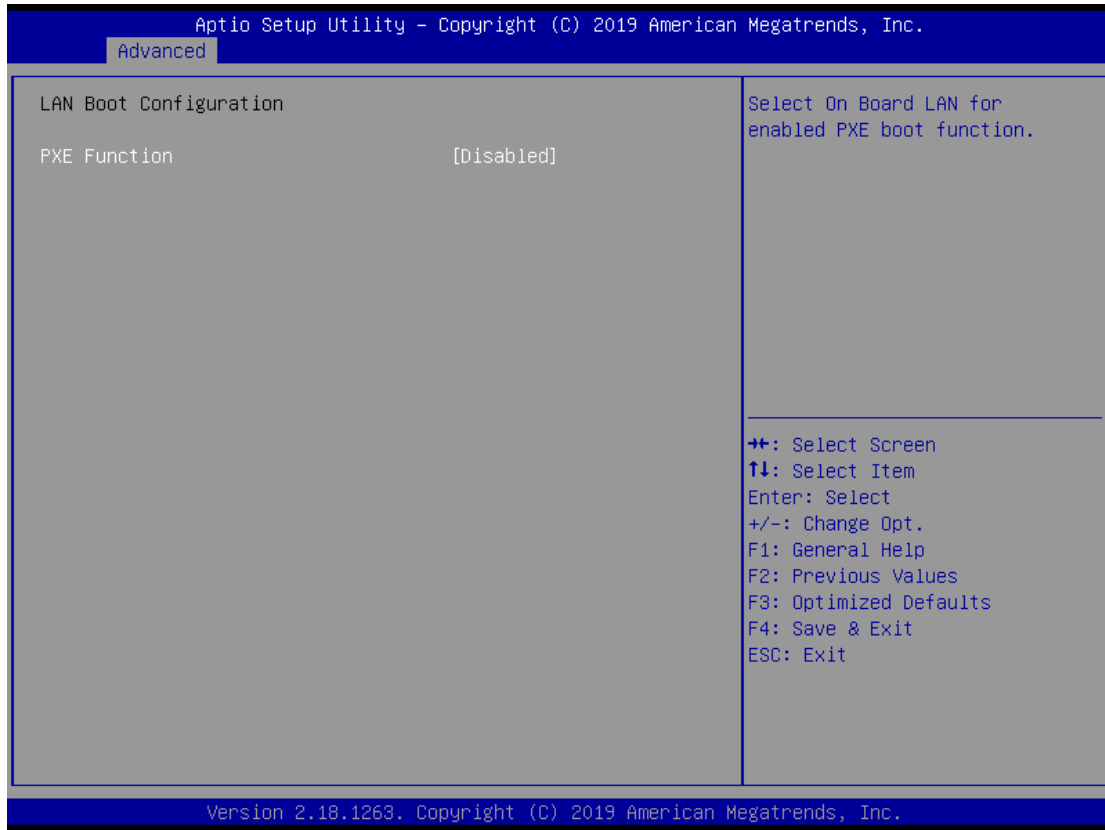 Aptio Setup Utility – Copyright (C) 2019 American Megatrends, Inc.
Advanced
LAN Boot Configuration
PXE Function [Disabled]
Select On Board LAN for
enabled PXE boot function.
→←: Select Screen
↑↓: Select Item
Enter: Select
+/-: Change Opt.
F1: General Help
F2: Previous Values
F3: Optimized Defaults
F4: Save & Exit
ESC: Exit
Version 2.18.1263. Copyright (C) 2019 American Megatrends, Inc.